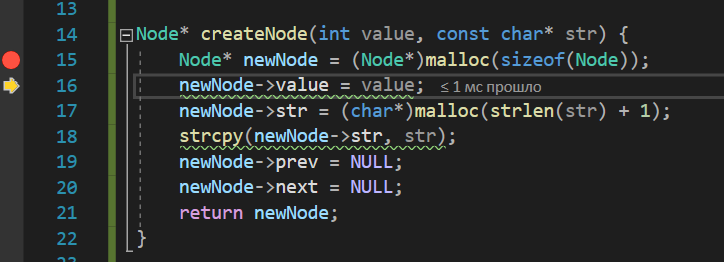 13
14 Node* createNode(int value, const char* str) {
15 Node* newNode = (Node*)malloc(sizeof(Node));
16 newNode->value = value; ≤ 1 мс прошло
17 newNode->str = (char*)malloc(strlen(str) + 1);
18 strcpy(newNode->str, str);
19 newNode->prev = NULL;
20 newNode->next = NULL;
21 return newNode;
22 }
23